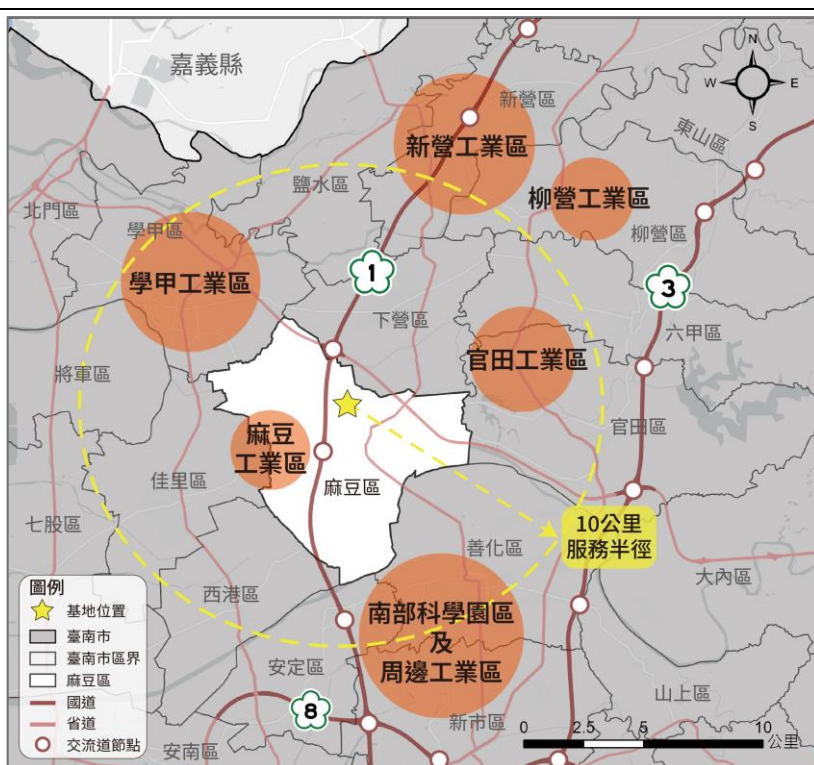 嘉義縣
新營區
N
W
E
S
新營工業區
東山區
鹽水區
柳營工業區
北門區
學甲區
柳營區
學甲工業區
1
3
下營區
六甲區
官田工業區
將軍區
官田區
麻豆
工業區
佳里區
麻豆區
10公里
服務半徑
七股區
善化區
大內區
圖例
基地位置
臺南市
臺南市區界
麻豆區
國道
省道
交流道節點
西港區
南部科學園區
及
周邊工業區
安定區
山上區
8
新市區
安南區
0
2.5
5
10
公里